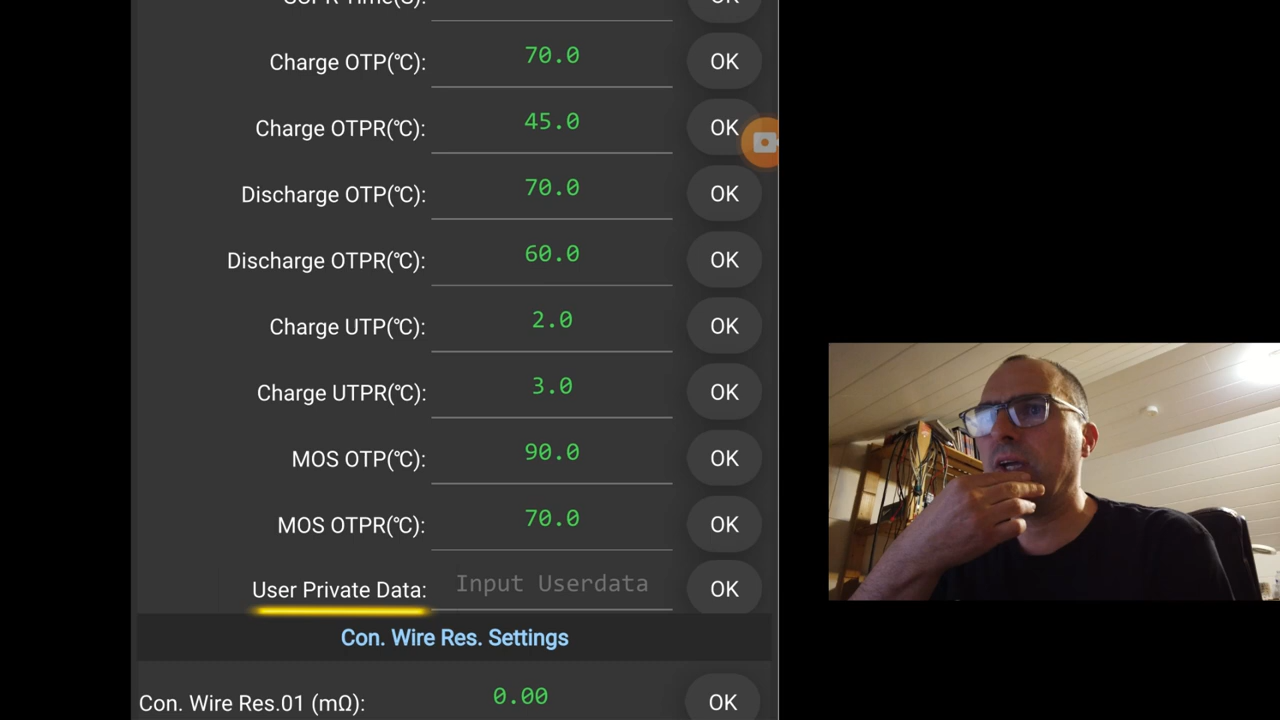 Charge OTP(℃): 70.0 OK
Charge OTPR(℃): 45.0 OK
Discharge OTP(℃): 70.0 OK
Discharge OTPR(℃): 60.0 OK
Charge UTP(℃): 2.0 OK
Charge UTPR(℃): 3.0 OK
MOS OTP(℃): 90.0 OK
MOS OTPR(℃): 70.0 OK
User Private Data: Input Userdata OK
Con. Wire Res. Settings
Con. Wire Res.01 (mΩ): 0.00 OK